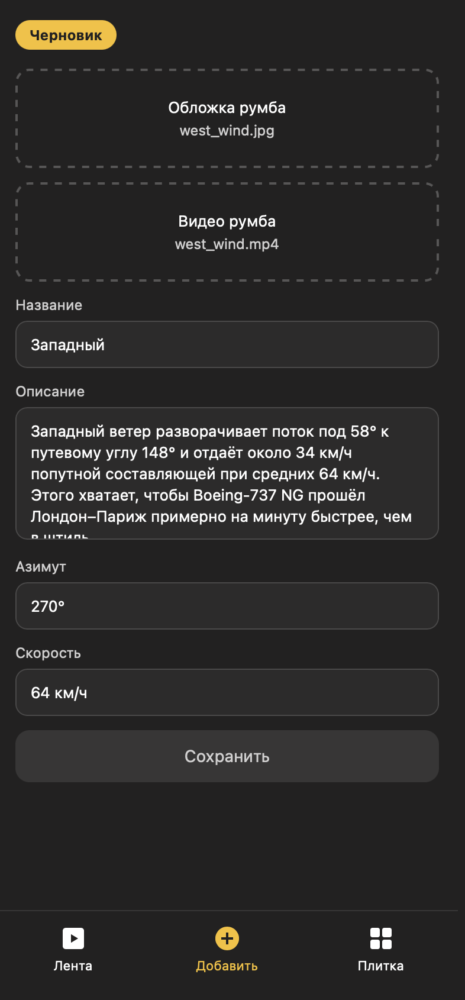 Черновик
Обложка румба
west_wind.jpg
Видео румба
west_wind.mp4
Название
Западный
Описание
Западный ветер разворачивает поток под 58° к
путевому углу 148° и отдаёт около 34 км/ч
попутной составляющей при средних 64 км/ч.
Этого хватает, чтобы Boeing-737 NG прошёл
Лондон–Париж примерно на минуту быстрее, чем
в штиль
Азимут
270°
Скорость
64 км/ч
Сохранить
Лента
Добавить
Плитка